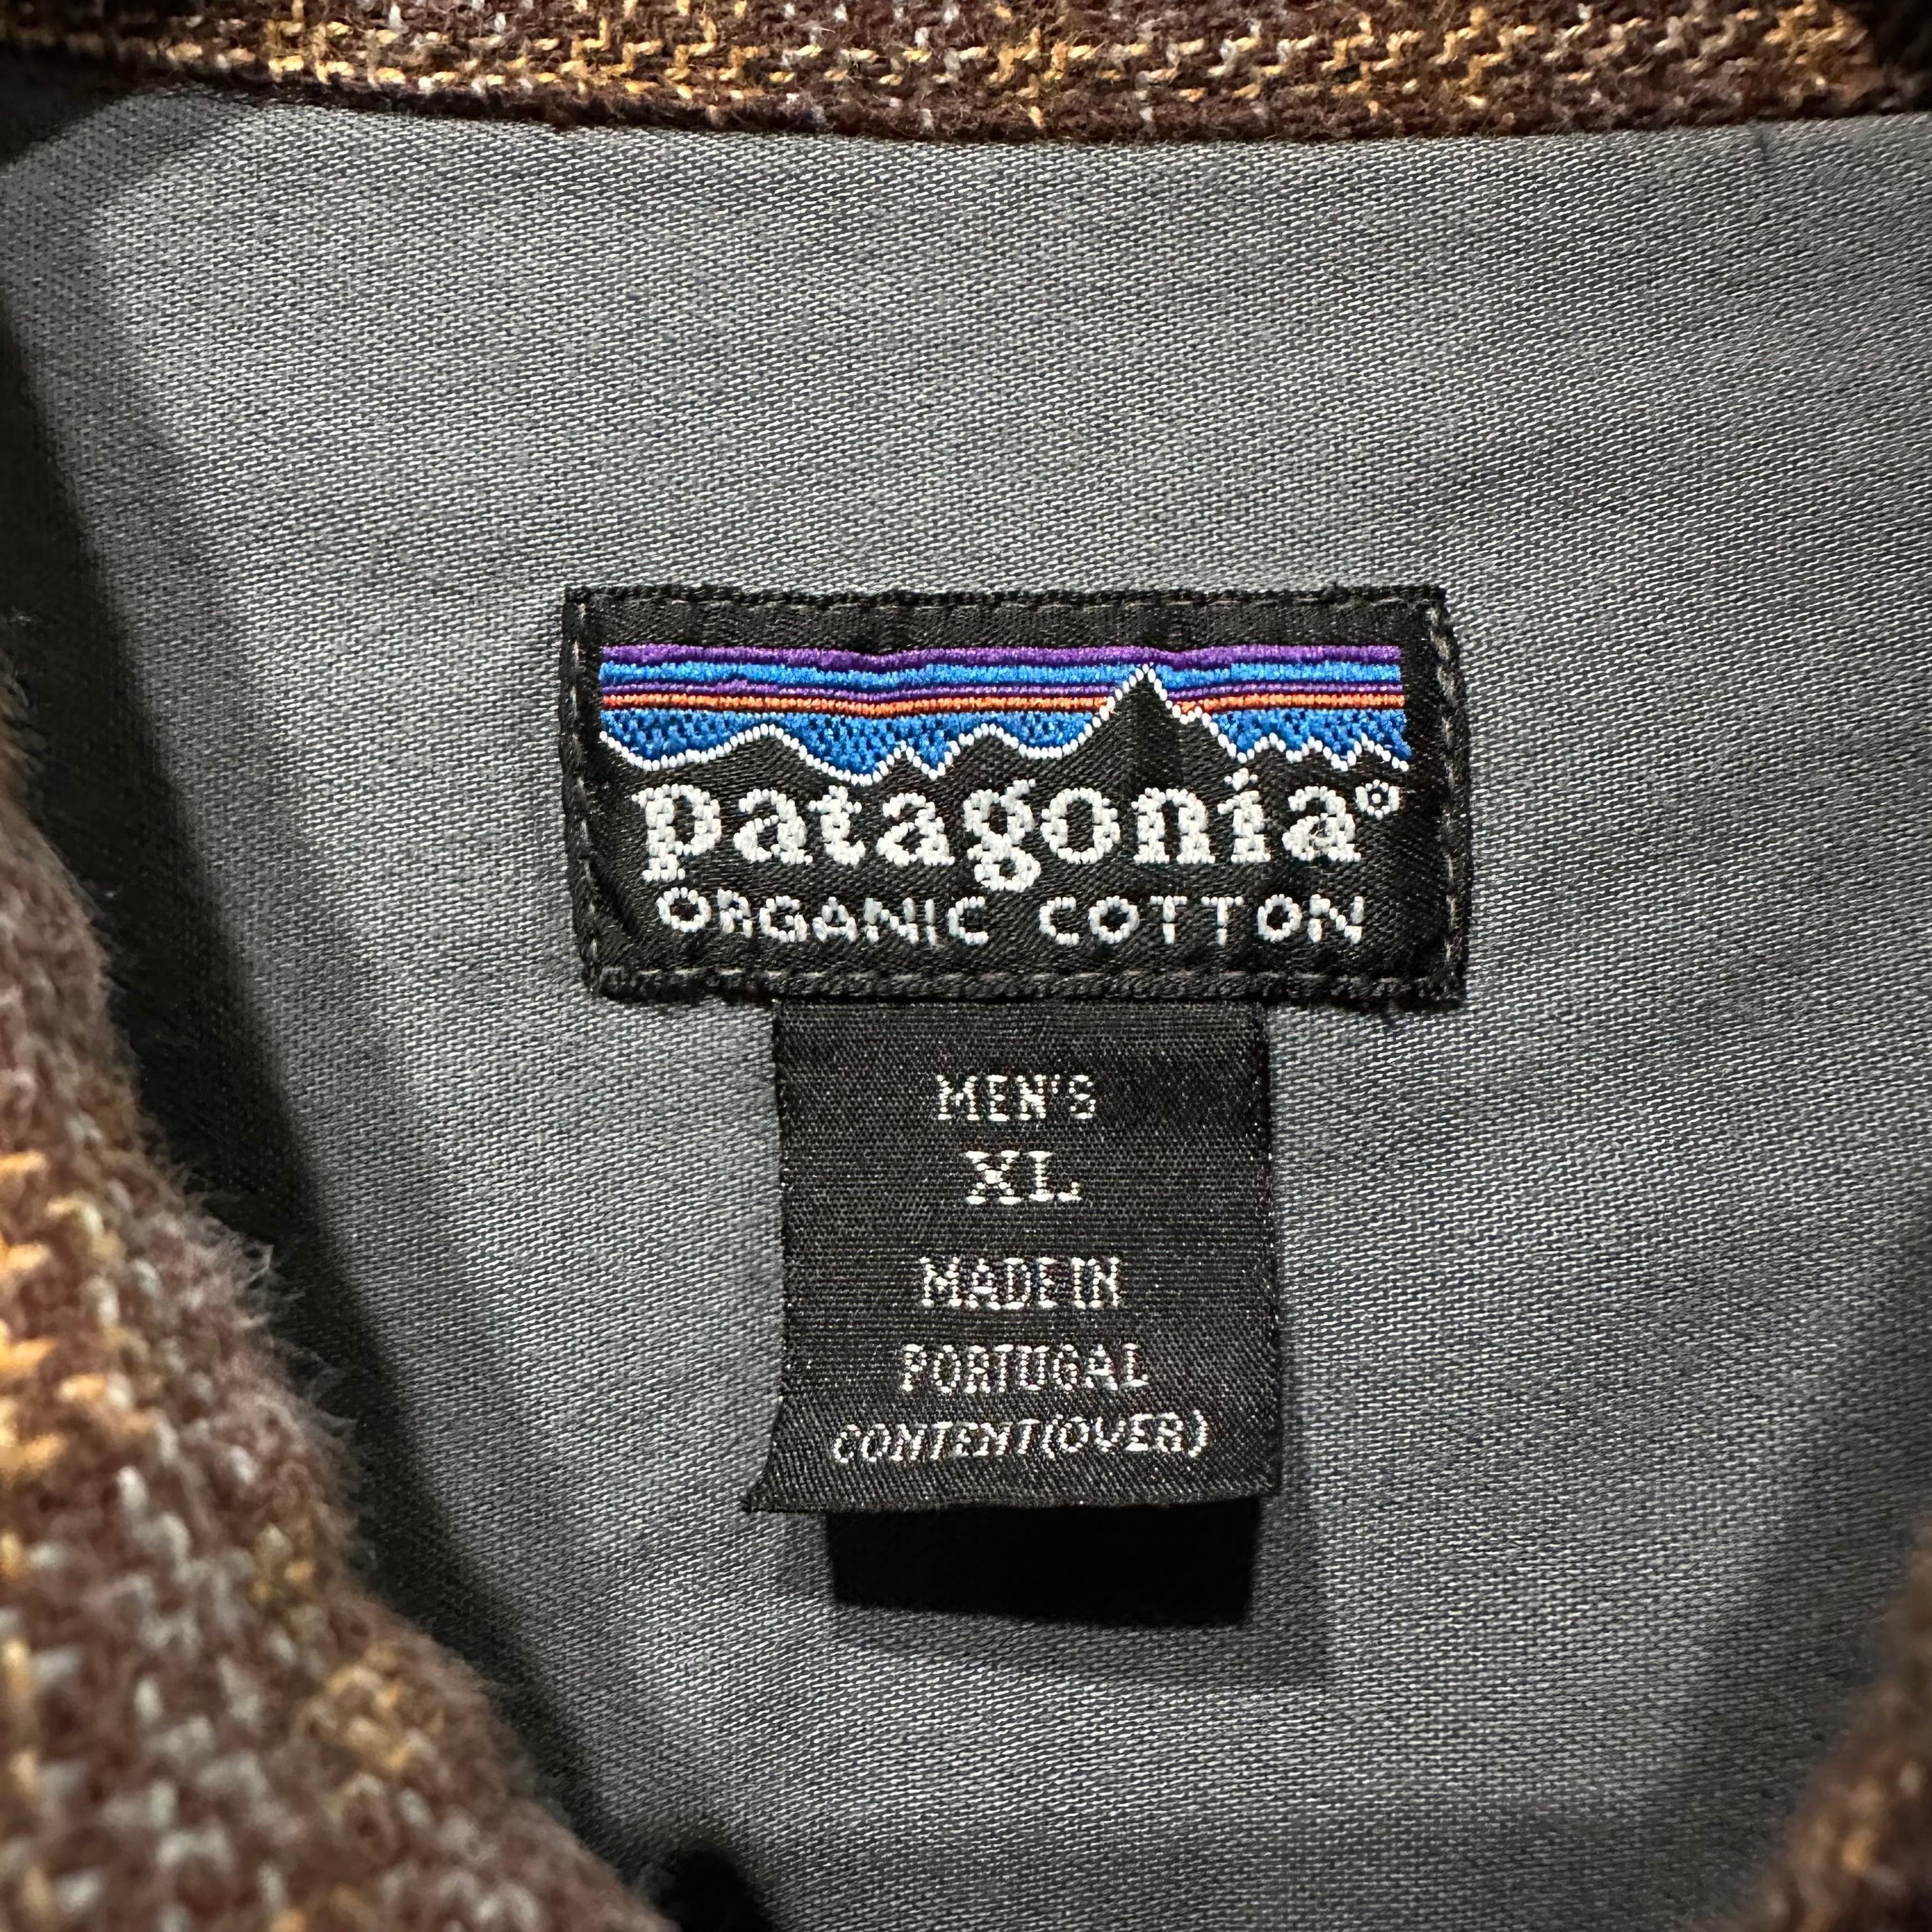 patagonia®
ORGANIC COTTON
MEN'S
XL
MADE IN
PORTUGAL
CONTENT(OVER)